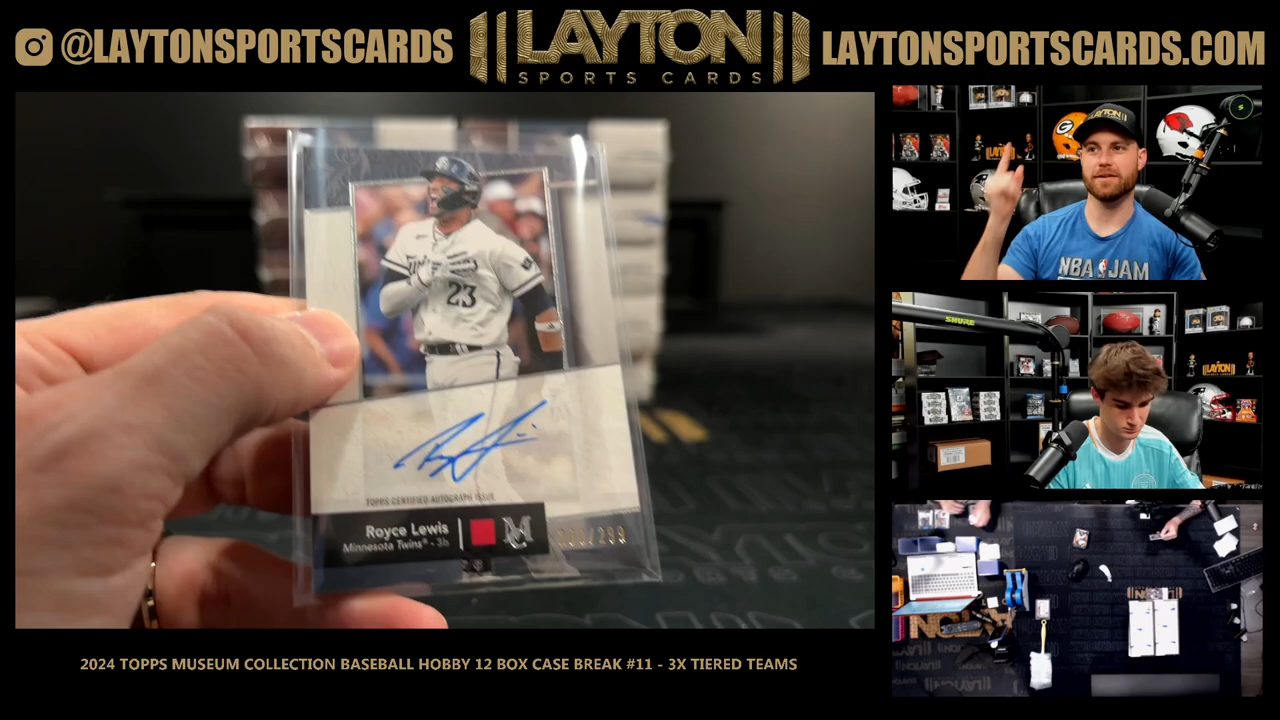 @LAYTONSPORTSCARDS
LAYTON
SPORTS CARDS
LAYTONSPORTSCARDS.COM
23
TOPPS CERTIFIED AUTOGRAPH ISSUE
Royce Lewis
Minnesota Twins® - 3b
/299
LAYTON
NBA JAM
SHURE
LAYTON
2024 TOPPS MUSEUM COLLECTION BASEBALL HOBBY 12 BOX CASE BREAK #11 - 3X TIERED TEAMS